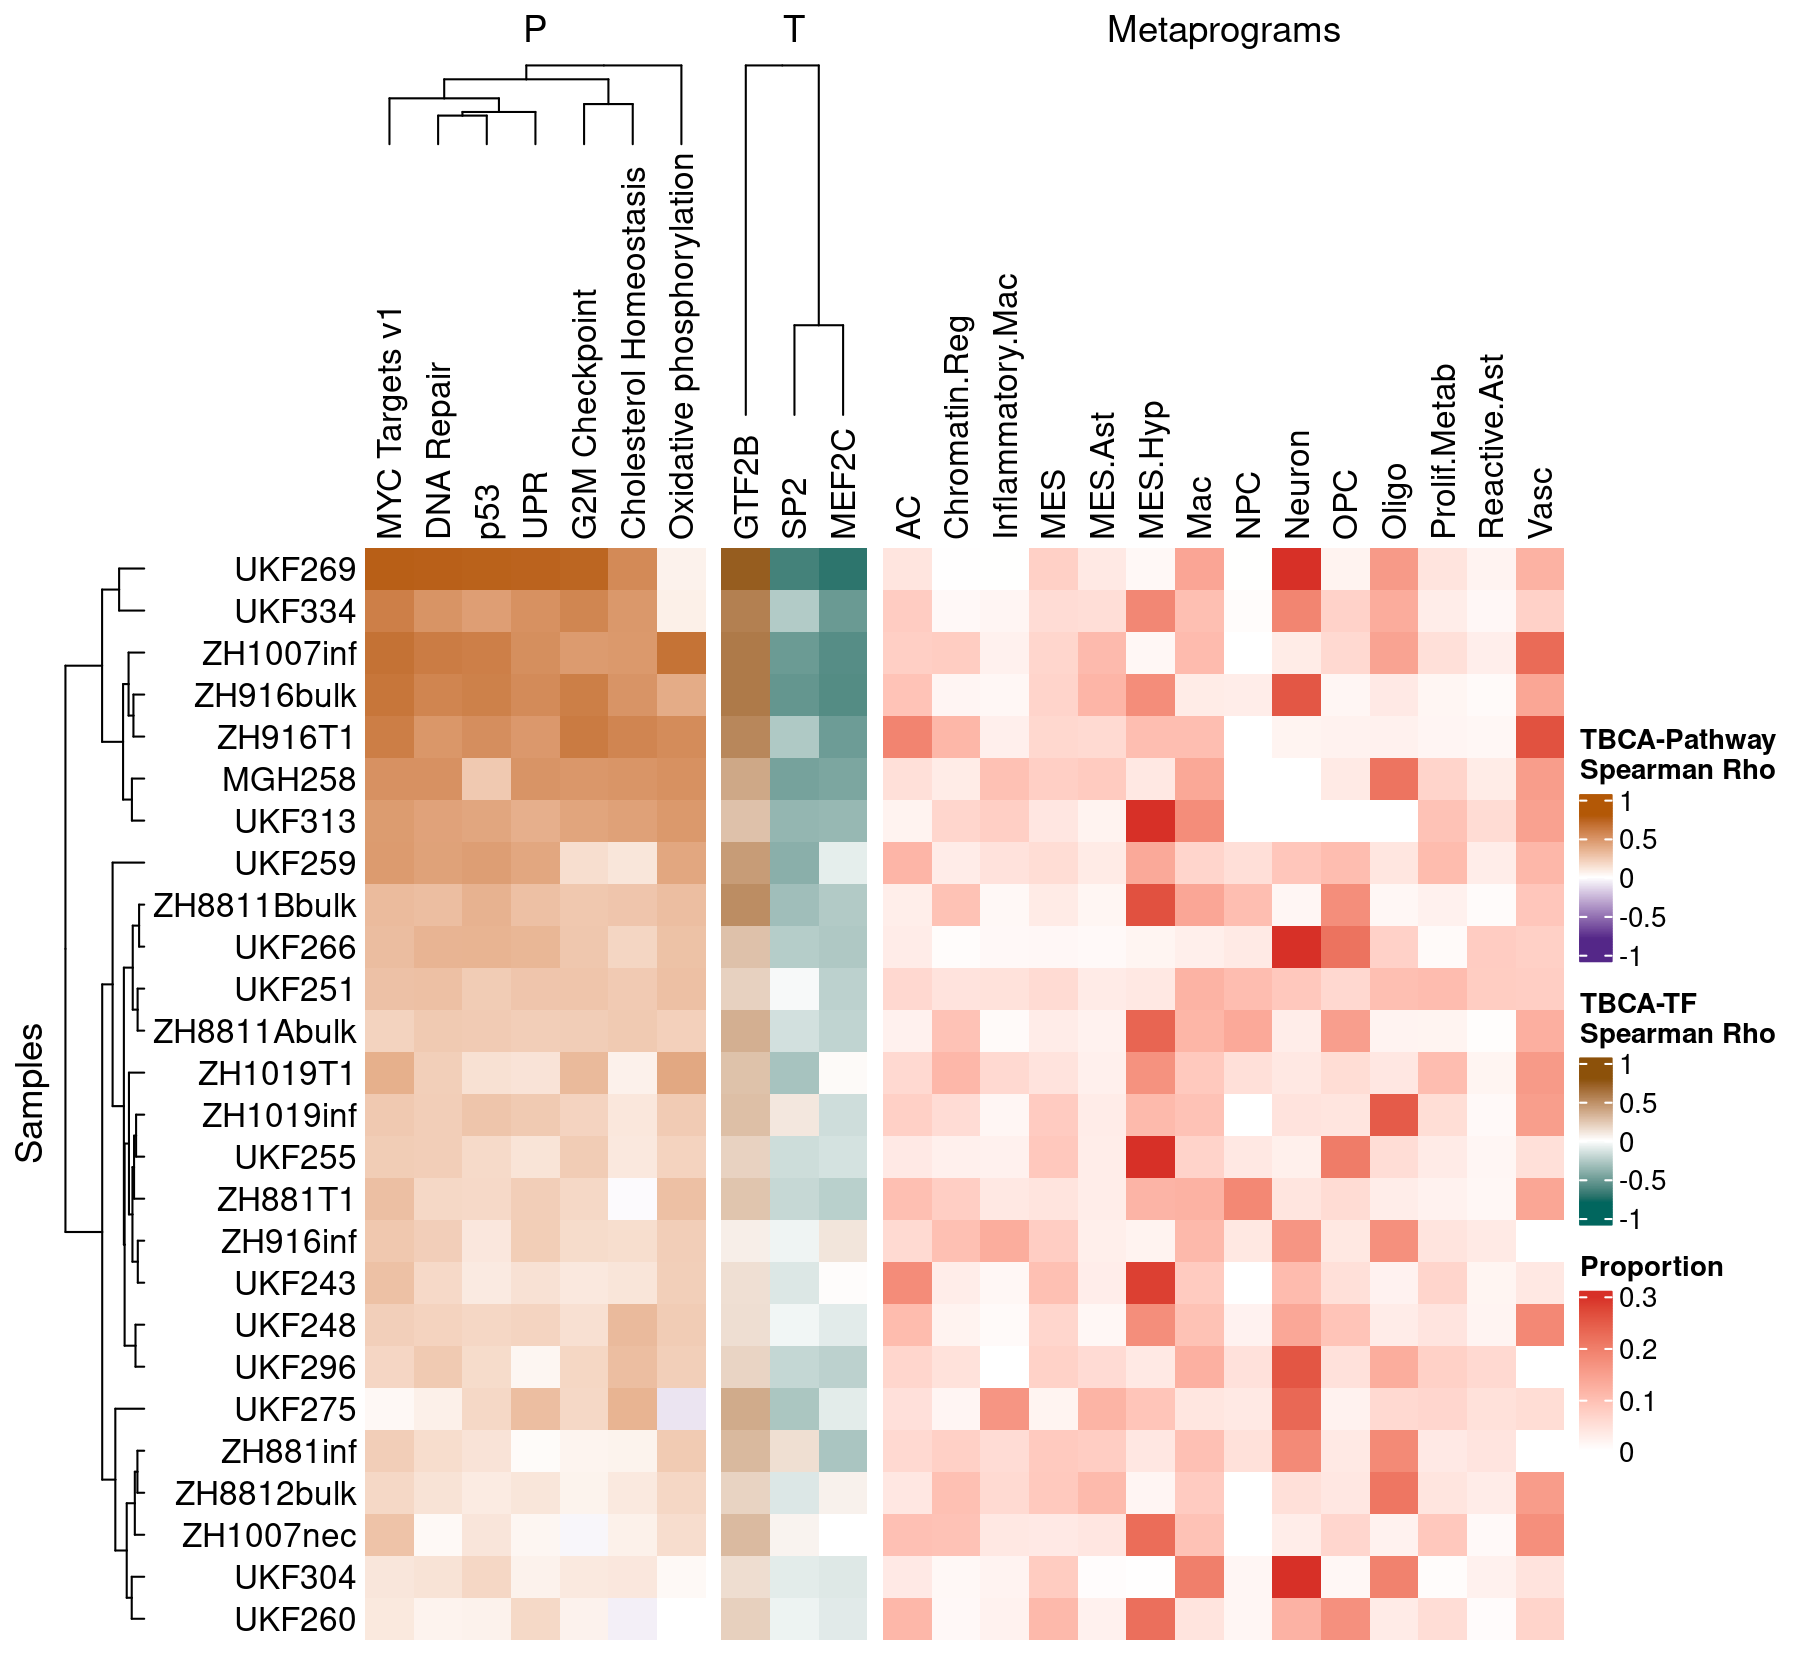 P
T
Metaprograms
MYC Targets v1
DNA Repair
p53
UPR
G2M Checkpoint
Cholesterol Homeostasis
Oxidative phosphorylation
GTF2B
SP2
MEF2C
AC
Chromatin.Reg
Inflammatory.Mac
MES
MES.Ast
MES.Hyp
Mac
NPC
Neuron
OPC
Oligo
Prolif.Metab
Reactive.Ast
Vasc
Samples
UKF269
UKF334
ZH1007inf
ZH916bulk
ZH916T1
MGH258
UKF313
UKF259
ZH8811Bbulk
UKF266
UKF251
ZH8811Abulk
ZH1019T1
ZH1019inf
UKF255
ZH881T1
ZH916inf
UKF243
UKF248
UKF296
UKF275
ZH881inf
ZH8812bulk
ZH1007nec
UKF304
UKF260
TBCA-Pathway
Spearman Rho
1
0.5
0
-0.5
-1
TBCA-TF
Spearman Rho
1
0.5
0
-0.5
-1
Proportion
0.3
0.2
0.1
0